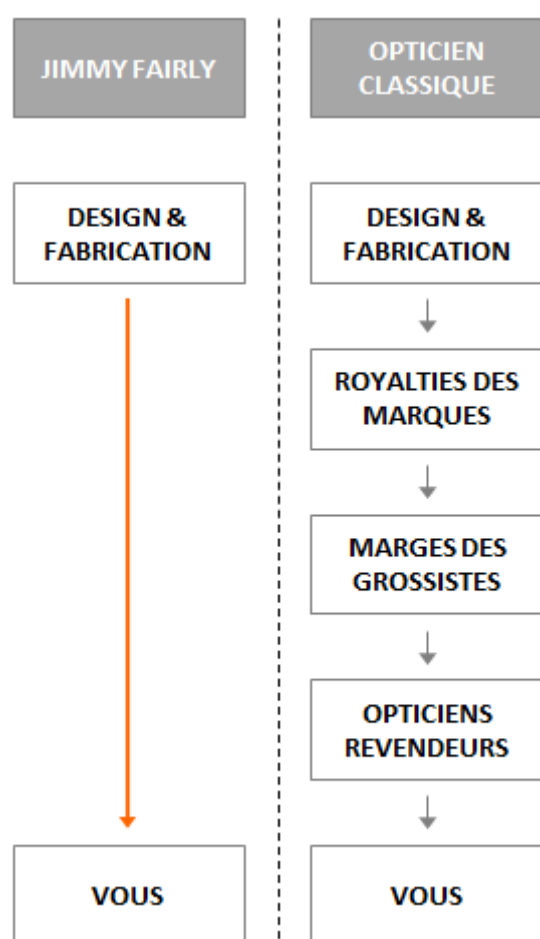 JIMMY FAIRLY
DESIGN &
FABRICATION
VOUS
OPTICIEN
CLASSIQUE
DESIGN &
FABRICATION
ROYALTIES DES
MARQUES
MARGES DES
GROSSISTES
OPTICIENS
REVENDEURS
VOUS